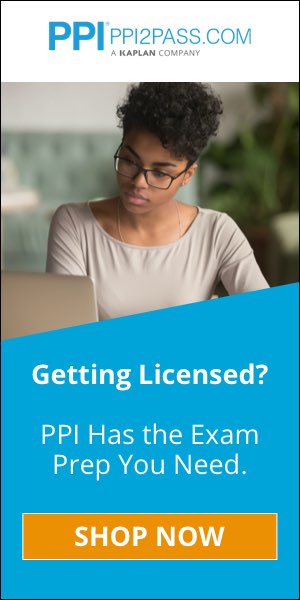 PPI PPI2PASS.COM
A KAPLAN COMPANY
Getting Licensed?
PPI Has the Exam
Prep You Need.
SHOP NOW